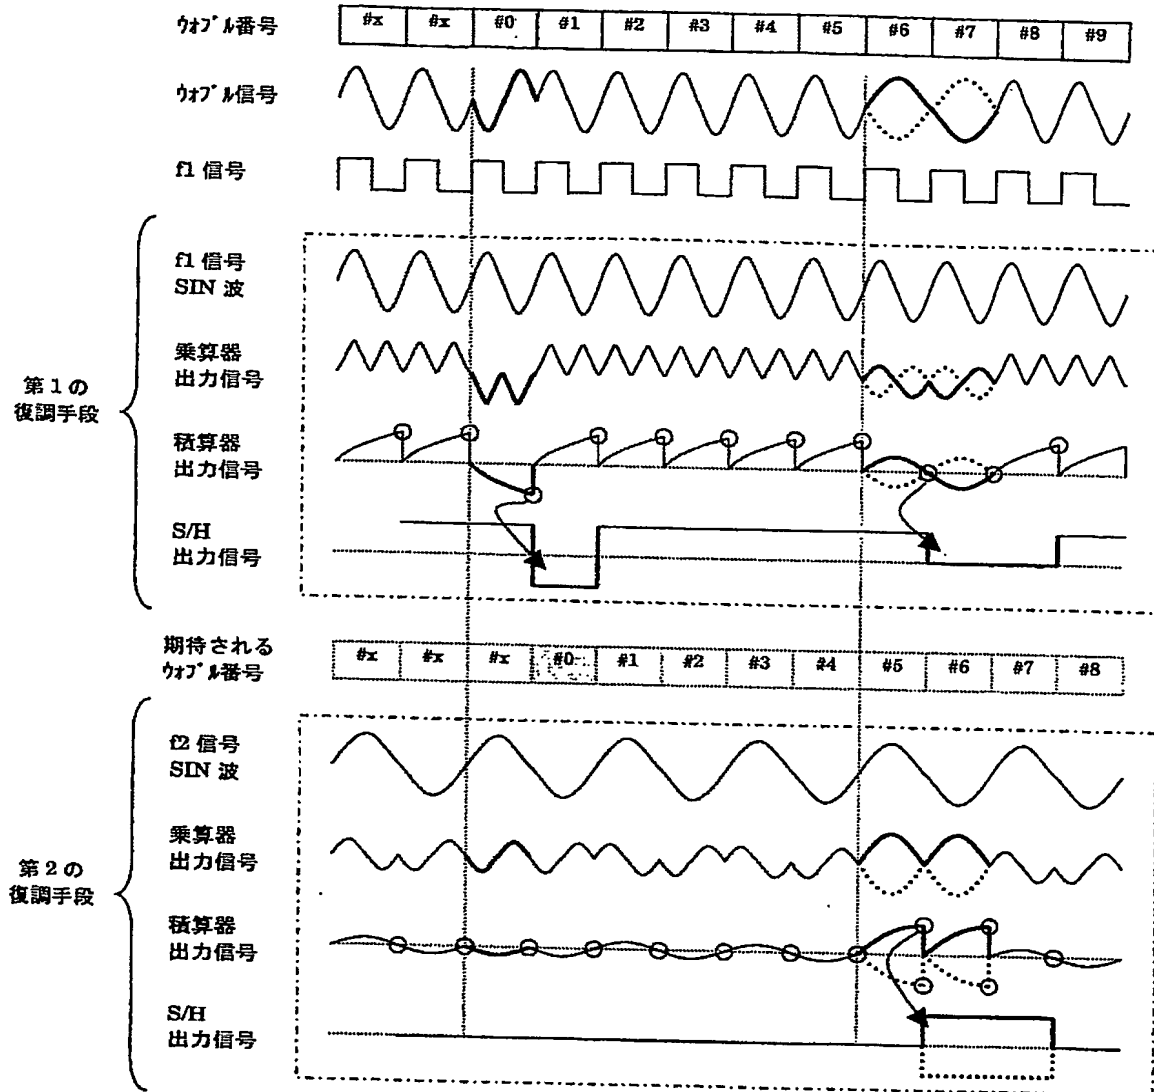 ウォブル番号 #x #x #0 #1 #2 #3 #4 #5 #6 #7 #8 #9
ウォブル信号
f1 信号
第1の
復調手段
f1 信号
SIN 波
乗算器
出力信号
積算器
出力信号
S/H
出力信号
期待される
ウォブル番号
#x #x #x #0 #1 #2 #3 #4 #5 #6 #7 #8
第2の
復調手段
f2 信号
SIN 波
乗算器
出力信号
積算器
出力信号
S/H
出力信号